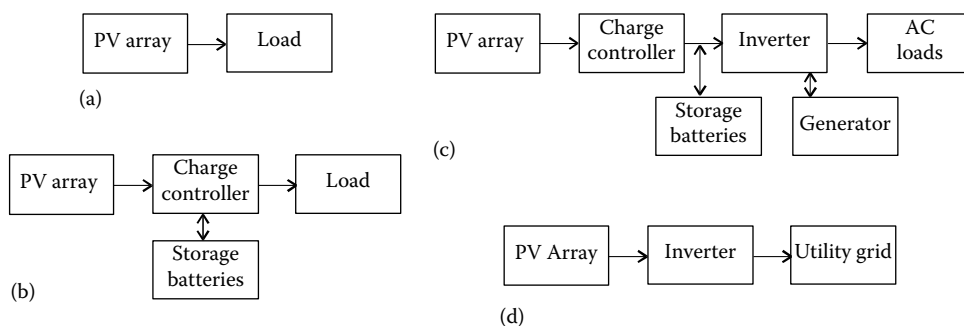 PV array
Load
(a)
PV array
Charge
controller
Load
Storage
batteries
(b)
PV array
Charge
controller
Inverter
AC
loads
Storage
batteries
Generator
(c)
PV Array
Inverter
Utility grid
(d)